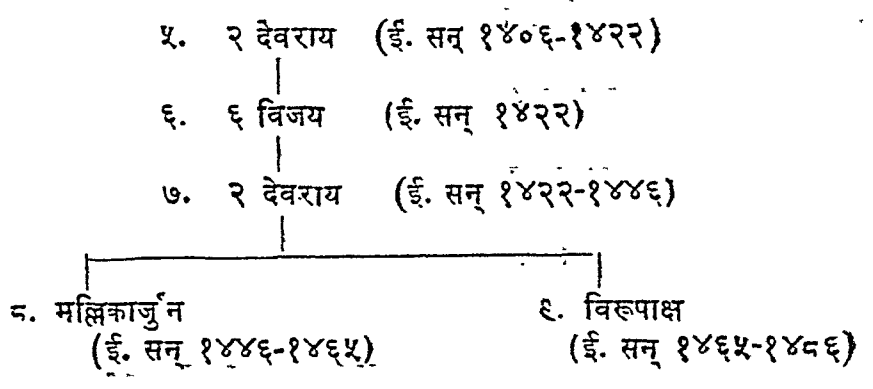 ५. २ देवराय (ई. सन् १४०६-१४२२)
६. ६ विजय (ई. सन् १४२२)
७. २ देवराय (ई. सन् १४२२-१४४६)
८. मल्लिकार्जुन ९. विरूपाक्ष
(ई. सन् १४४६-१४६५) (ई. सन् १४६५-१४८६)